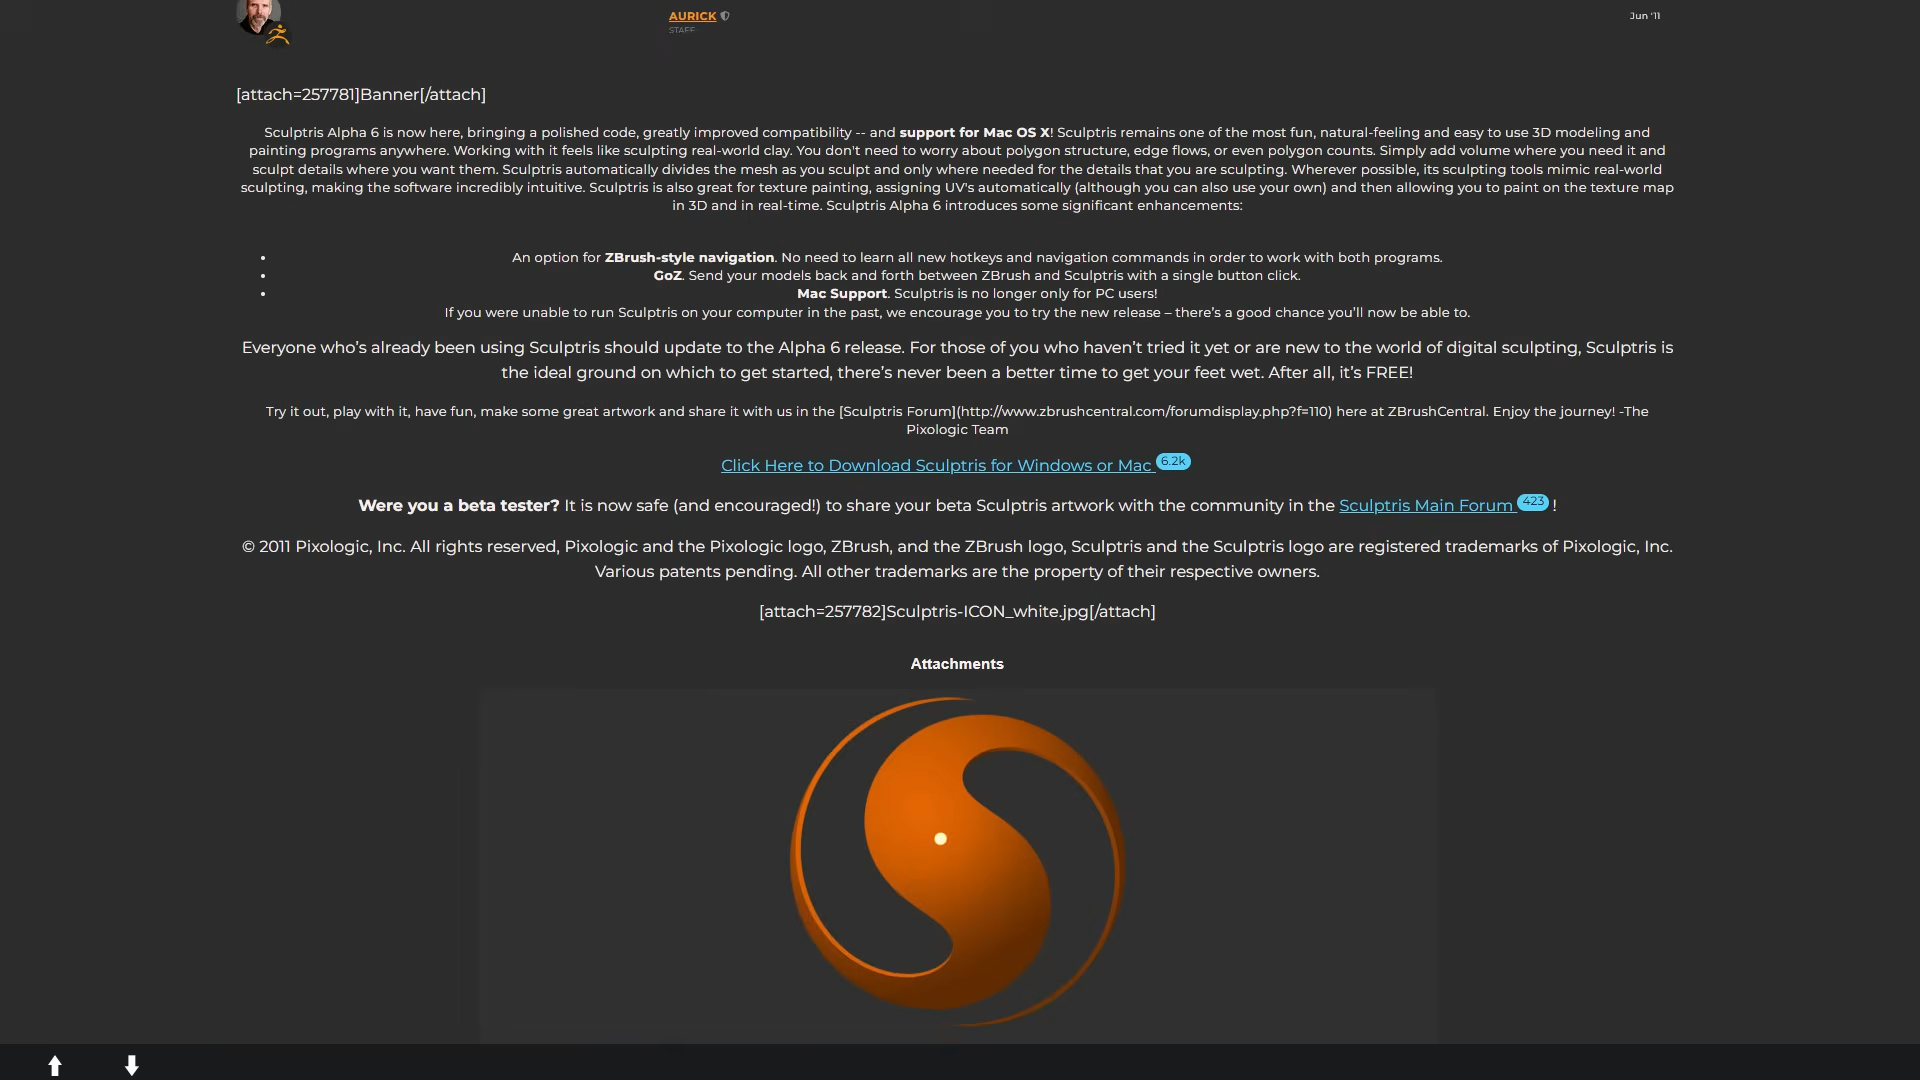 AURICK
STAFF
Jun '11
[attach=257781]Banner[/attach]
Sculptris Alpha 6 is now here, bringing a polished code, greatly improved compatibility -- and support for Mac OS X! Sculptris remains one of the most fun, natural-feeling and easy to use 3D modeling and
painting programs anywhere. Working with it feels like sculpting real-world clay. You don't need to worry about polygon structure, edge flows, or even polygon counts. Simply add volume where you need it and
sculpt details where you want them. Sculptris automatically divides the mesh as you sculpt and only where needed for the details that you are sculpting. Wherever possible, its sculpting tools mimic real-world
sculpting, making the software incredibly intuitive. Sculptris is also great for texture painting, assigning UV's automatically (although you can also use your own) and then allowing you to paint on the texture map
in 3D and in real-time. Sculptris Alpha 6 introduces some significant enhancements:
• An option for ZBrush-style navigation. No need to learn all new hotkeys and navigation commands in order to work with both programs.
• GoZ. Send your models back and forth between ZBrush and Sculptris with a single button click.
• Mac Support. Sculptris is no longer only for PC users!
If you were unable to run Sculptris on your computer in the past, we encourage you to try the new release – there's a good chance you'll now be able to.
Everyone who's already been using Sculptris should update to the Alpha 6 release. For those of you who haven't tried it yet or are new to the world of digital sculpting, Sculptris is
the ideal ground on which to get started, there's never been a better time to get your feet wet. After all, it's FREE!
Try it out, play with it, have fun, make some great artwork and share it with us in the [Sculptris Forum](http://www.zbrushcentral.com/forumdisplay.php?f=110) here at ZBrushCentral. Enjoy the journey! -The
Pixologic Team
Click Here to Download Sculptris for Windows or Mac 6.2k
Were you a beta tester? It is now safe (and encouraged!) to share your beta Sculptris artwork with the community in the Sculptris Main Forum 423 !
© 2011 Pixologic, Inc. All rights reserved, Pixologic and the Pixologic logo, ZBrush, and the ZBrush logo, Sculptris and the Sculptris logo are registered trademarks of Pixologic, Inc.
Various patents pending. All other trademarks are the property of their respective owners.
[attach=257782]Sculptris-ICON_white.jpg[/attach]
Attachments